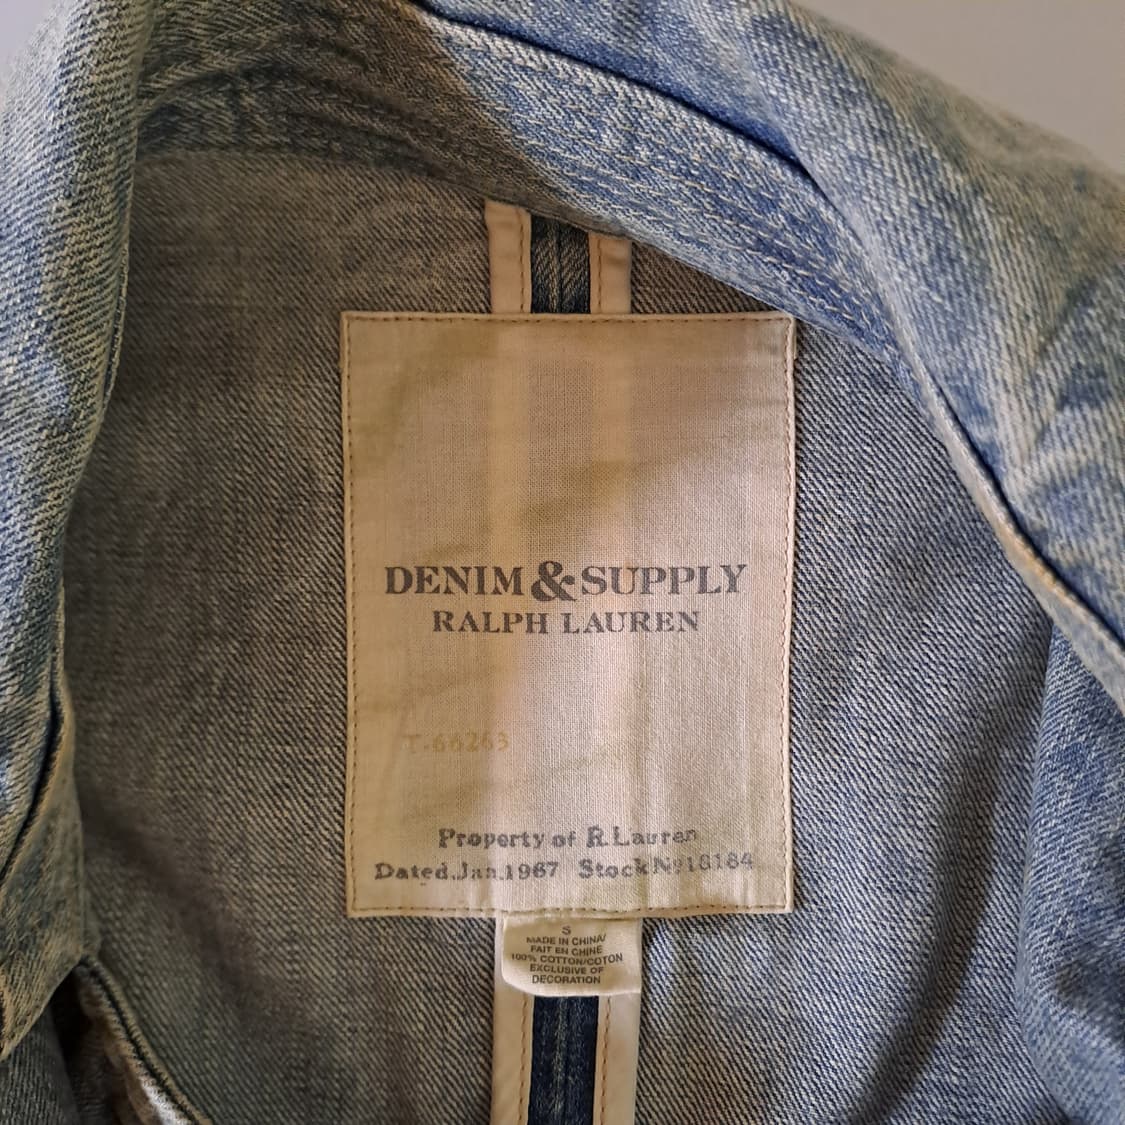 DENIM & SUPPLY
RALPH LAUREN
T-66263
Property of R. Lauren
Dated. Jan. 1967 Stock No 18184
S
MADE IN CHINA/
FAIT EN CHINE
100% COTTON/COTON
EXCLUSIVE OF
DECORATION